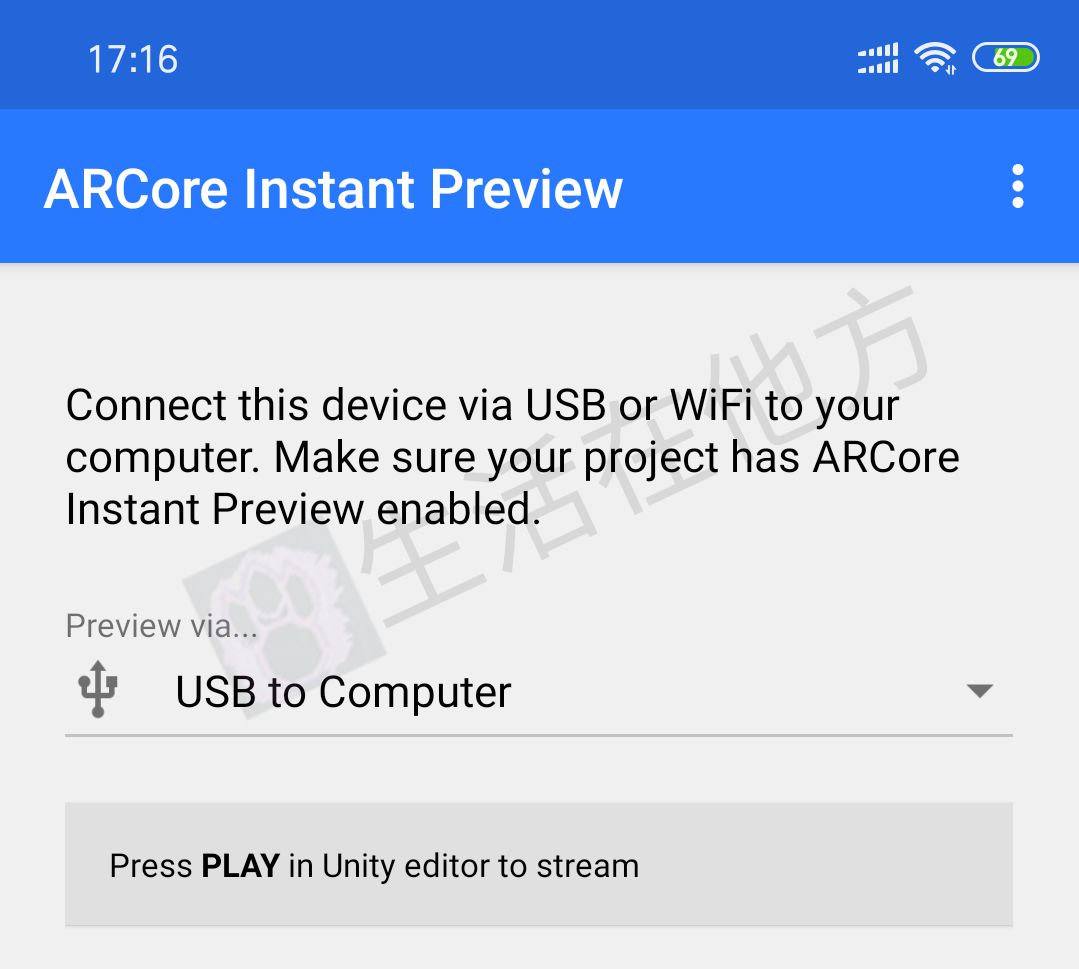 17:16
69
ARCore Instant Preview
Connect this device via USB or WiFi to your
computer. Make sure your project has ARCore
Instant Preview enabled.
生活在他方
Preview via...
USB to Computer
Press PLAY in Unity editor to stream